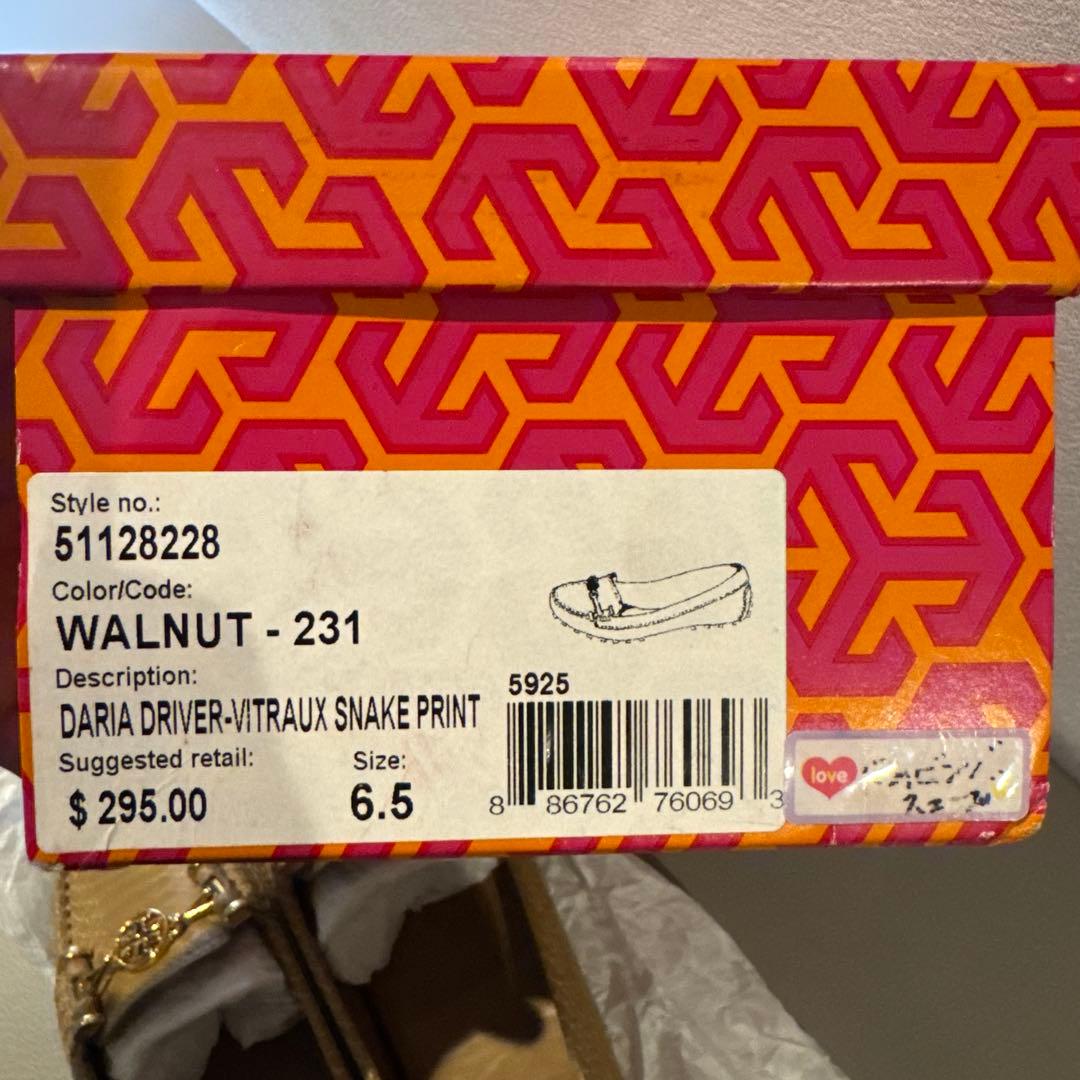 Style no.:
51128228
Color/Code:
WALNUT - 231
Description:
DARIA DRIVER-VITRAUX SNAKE PRINT
Suggested retail:
$ 295.00
Size:
6.5
5925
8 86762 76069 3
love